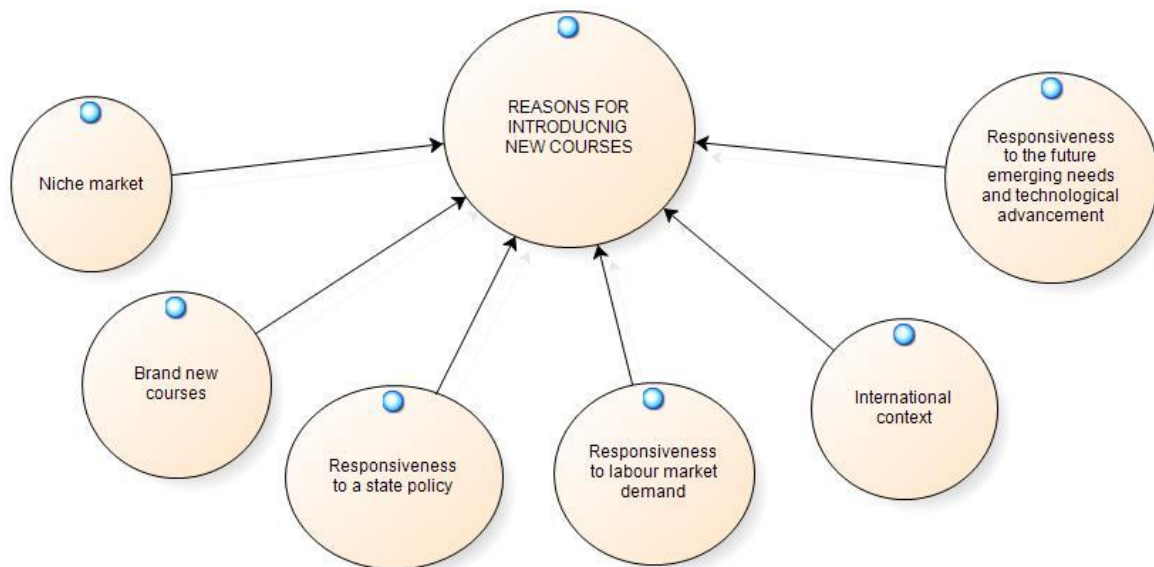 REASONS FOR
INTRODUCNIG
NEW COURSES
Niche market
Brand new
courses
Responsiveness
to a state policy
Responsiveness
to labour market
demand
International
context
Responsiveness
to the future
emerging needs
and technological
advancement